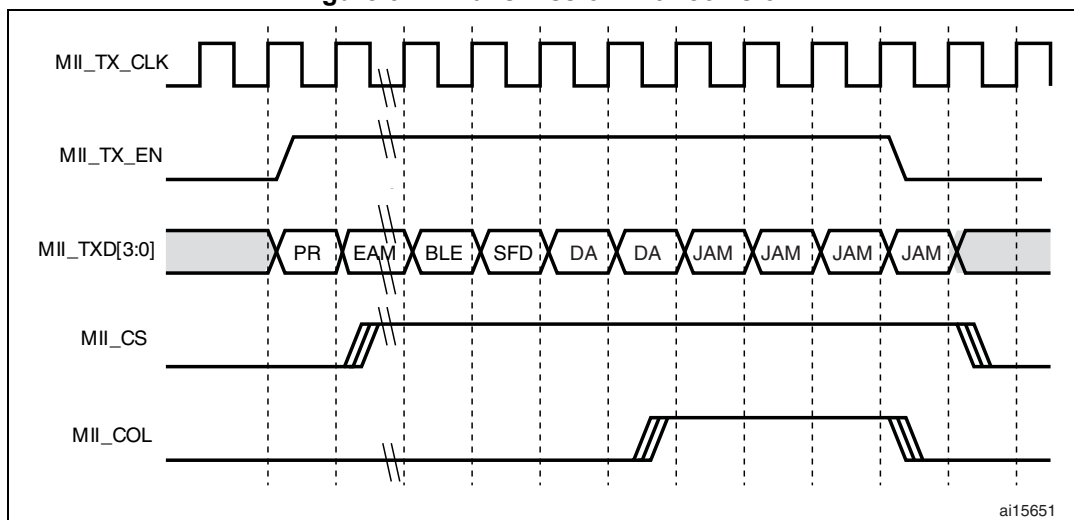 MII_TX_CLK
MII_TX_EN
MII_TXD[3:0] PR EAM BLE SFD DA DA JAM JAM JAM JAM
MII_CS
MII_COL
ai15651